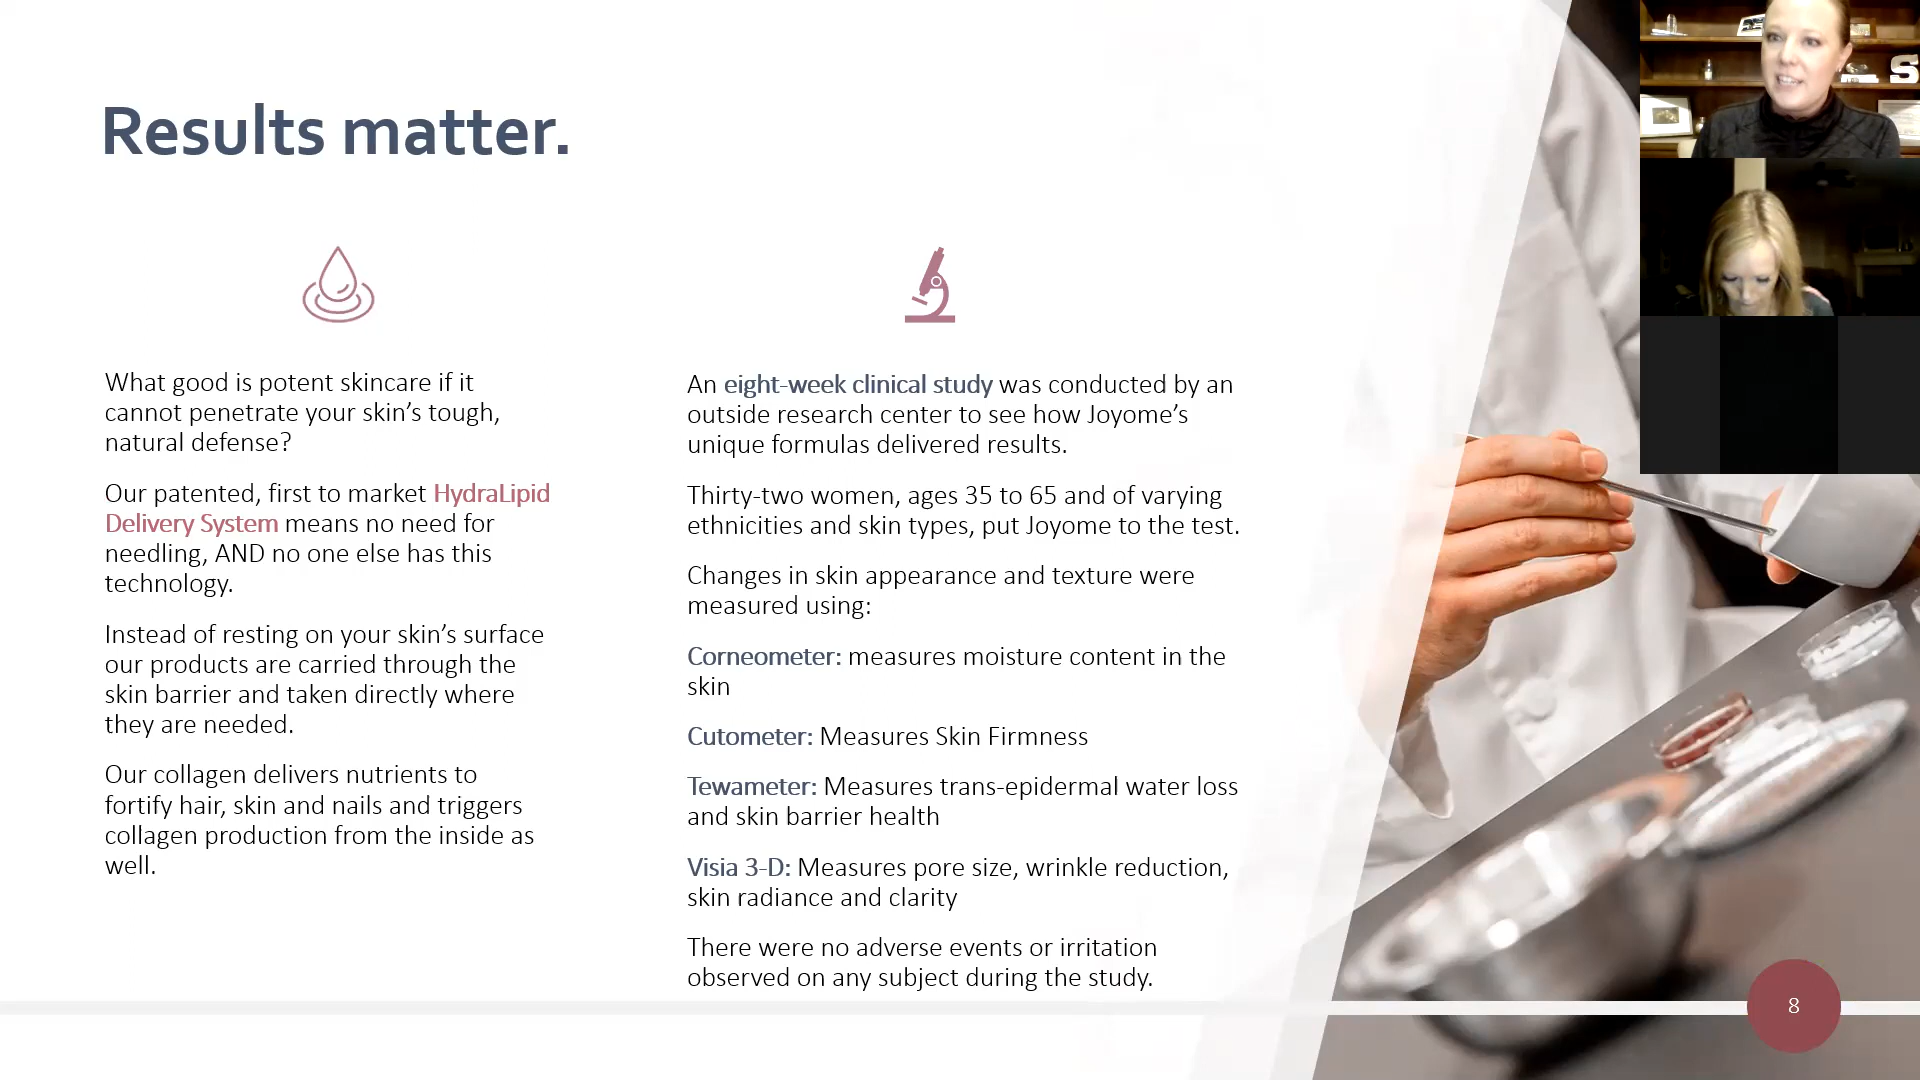 Results matter.
What good is potent skincare if it
cannot penetrate your skin’s tough,
natural defense?
Our patented, first to market HydraLipid
Delivery System means no need for
needling, AND no one else has this
technology.
Instead of resting on your skin’s surface
our products are carried through the
skin barrier and taken directly where
they are needed.
Our collagen delivers nutrients to
fortify hair, skin and nails and triggers
collagen production from the inside as
well.
An eight-week clinical study was conducted by an
outside research center to see how Joyome’s
unique formulas delivered results.
Thirty-two women, ages 35 to 65 and of varying
ethnicities and skin types, put Joyome to the test.
Changes in skin appearance and texture were
measured using:
Corneometer: measures moisture content in the
skin
Cutometer: Measures Skin Firmness
Tewameter: Measures trans-epidermal water loss
and skin barrier health
Visia 3-D: Measures pore size, wrinkle reduction,
skin radiance and clarity
There were no adverse events or irritation
observed on any subject during the study.
S
8